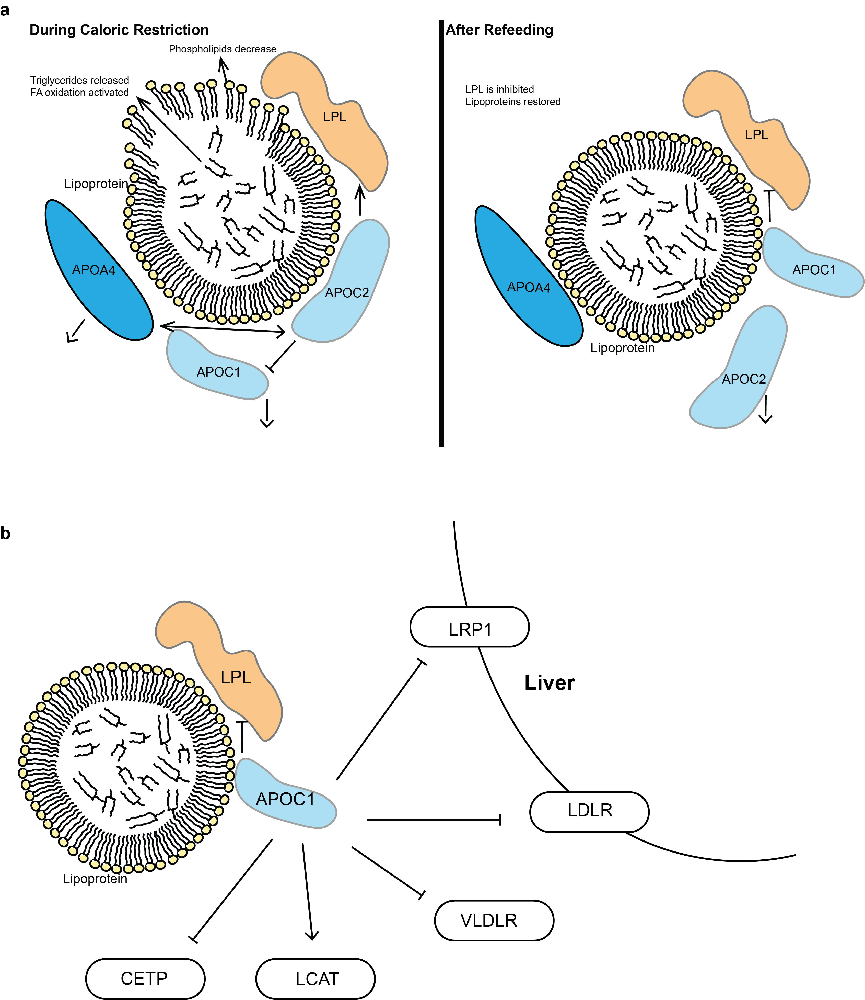 a
During Caloric Restriction
Phospholipids decrease
Triglycerides released
FA oxidation activated
LPL
Lipoprotein
APOA4
APOC2
APOC1
After Refeeding
LPL is inhibited
Lipoproteins restored
LPL
APOC1
APOA4
Lipoprotein
APOC2
b
LRP1
Liver
LPL
APOC1
LDLR
Lipoprotein
VLDLR
CETP
LCAT